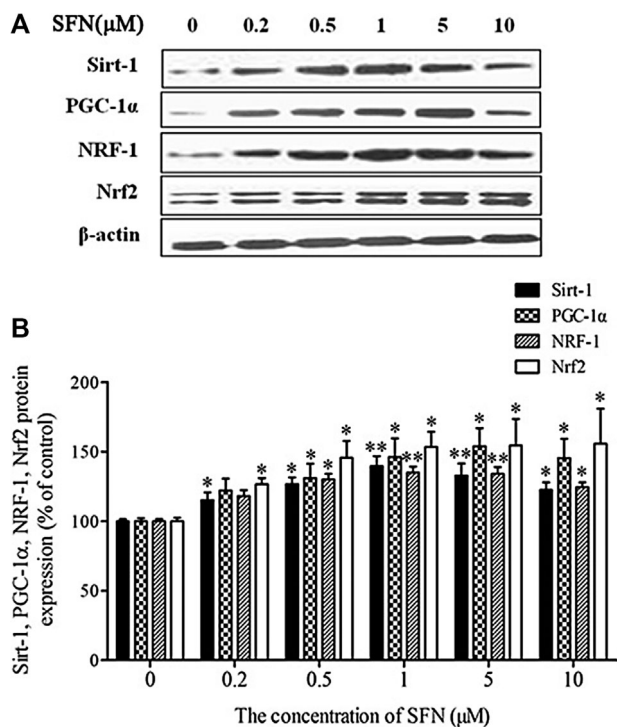 A
SFN(μM) 0 0.2 0.5 1 5 10
Sirt-1
PGC-1α
NRF-1
Nrf2
β-actin
B
Sirt-1
PGC-1α
NRF-1
Nrf2
Sirt-1, PGC-1α, NRF-1, Nrf2 protein
expression (% of control)
200
150
100
50
0
* * * * * * * ** * ** * ** * ** * * * * *
0 0.2 0.5 1 5 10
The concentration of SFN (μM)